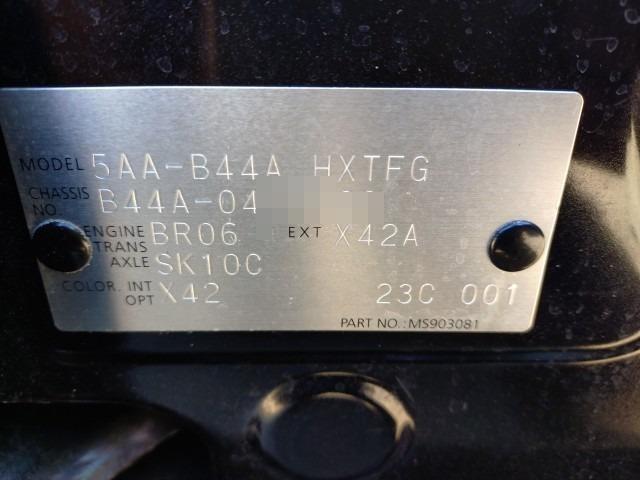 MODEL 5AA-B44A HXTFG
CHASSIS NO. B44A-04
ENGINE BR06 EXT X42A
TRANS AXLE SK10C
COLOR. INT X42
OPT 23C 001
PART NO.:MS903081